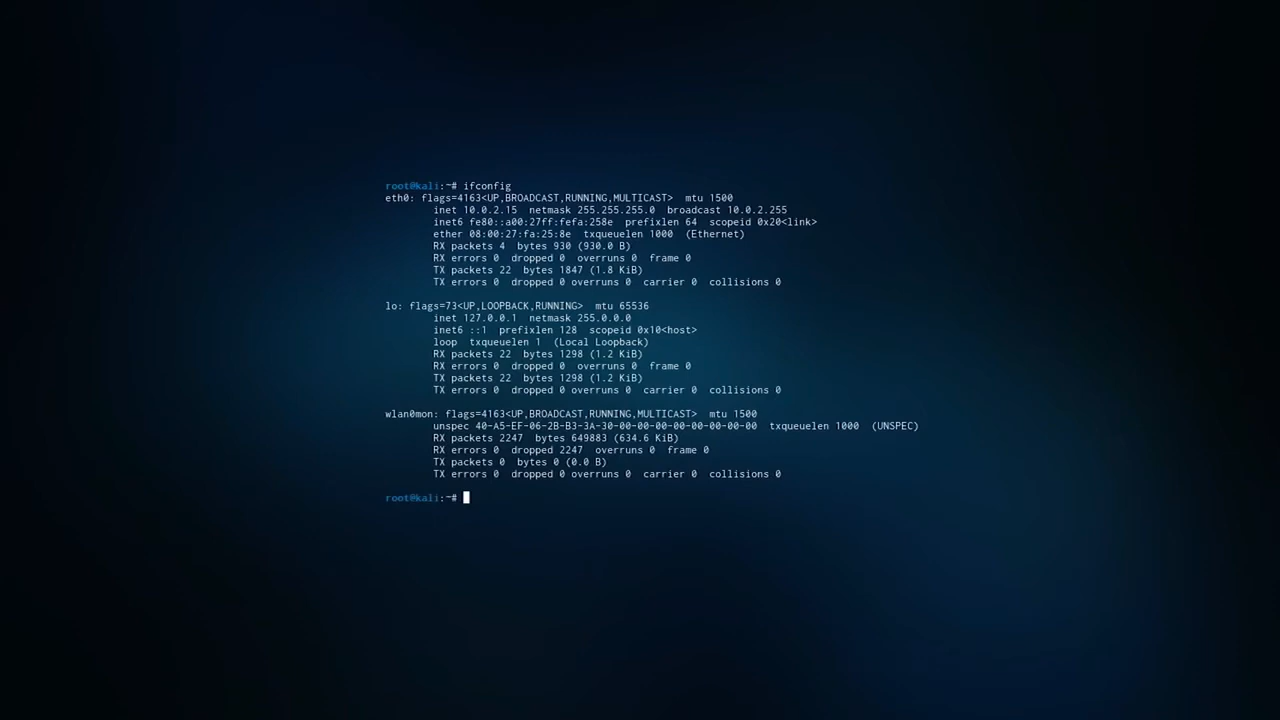 root@kali:~# ifconfig
eth0: flags=4163<UP,BROADCAST,RUNNING,MULTICAST>  mtu 1500
        inet 10.0.2.15  netmask 255.255.255.0  broadcast 10.0.2.255
        inet6 fe80::a00:27ff:fefa:258e  prefixlen 64  scopeid 0x20<link>
        ether 08:00:27:fa:25:8e  txqueuelen 1000  (Ethernet)
        RX packets 4  bytes 930 (930.0 B)
        RX errors 0  dropped 0  overruns 0  frame 0
        TX packets 22  bytes 1847 (1.8 KiB)
        TX errors 0  dropped 0 overruns 0  carrier 0  collisions 0

lo: flags=73<UP,LOOPBACK,RUNNING>  mtu 65536
        inet 127.0.0.1  netmask 255.0.0.0
        inet6 ::1  prefixlen 128  scopeid 0x10<host>
        loop  txqueuelen 1  (Local Loopback)
        RX packets 22  bytes 1298 (1.2 KiB)
        RX errors 0  dropped 0  overruns 0  frame 0
        TX packets 22  bytes 1298 (1.2 KiB)
        TX errors 0  dropped 0 overruns 0  carrier 0  collisions 0

wlan0mon: flags=4163<UP,BROADCAST,RUNNING,MULTICAST>  mtu 1500
        unspec 40-A5-EF-06-2B-B3-3A-30-00-00-00-00-00-00-00-00  txqueuelen 1000  (UNSPEC)
        RX packets 2247  bytes 649883 (634.6 KiB)
        RX errors 0  dropped 2247  overruns 0  frame 0
        TX packets 0  bytes 0 (0.0 B)
        TX errors 0  dropped 0 overruns 0  carrier 0  collisions 0

root@kali:~#